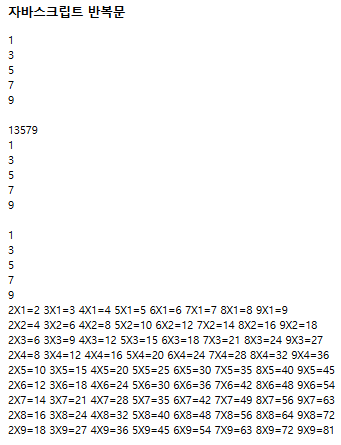 자바스크립트 반복문
1
3
5
7
9
13579
1
3
5
7
9
1
3
5
7
9
2X1=2 3X1=3 4X1=4 5X1=5 6X1=6 7X1=7 8X1=8 9X1=9
2X2=4 3X2=6 4X2=8 5X2=10 6X2=12 7X2=14 8X2=16 9X2=18
2X3=6 3X3=9 4X3=12 5X3=15 6X3=18 7X3=21 8X3=24 9X3=27
2X4=8 3X4=12 4X4=16 5X4=20 6X4=24 7X4=28 8X4=32 9X4=36
2X5=10 3X5=15 4X5=20 5X5=25 6X5=30 7X5=35 8X5=40 9X5=45
2X6=12 3X6=18 4X6=24 5X6=30 6X6=36 7X6=42 8X6=48 9X6=54
2X7=14 3X7=21 4X7=28 5X7=35 6X7=42 7X7=49 8X7=56 9X7=63
2X8=16 3X8=24 4X8=32 5X8=40 6X8=48 7X8=56 8X8=64 9X8=72
2X9=18 3X9=27 4X9=36 5X9=45 6X9=54 7X9=63 8X9=72 9X9=81